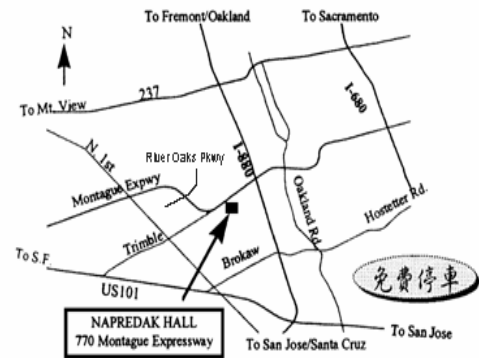 To Fremont/Oakland
To Sacramento
N
237
I-680
To Mt. View
N. 1st
River Oaks Pkwy
I-880
Montague Expwy
Oakland Rd.
Hostetter Rd.
Trimble
Brokaw
To S.F.
US101
免費停車
NAPREDAK HALL
770 Montague Expressway
To San Jose
To San Jose/Santa Cruz